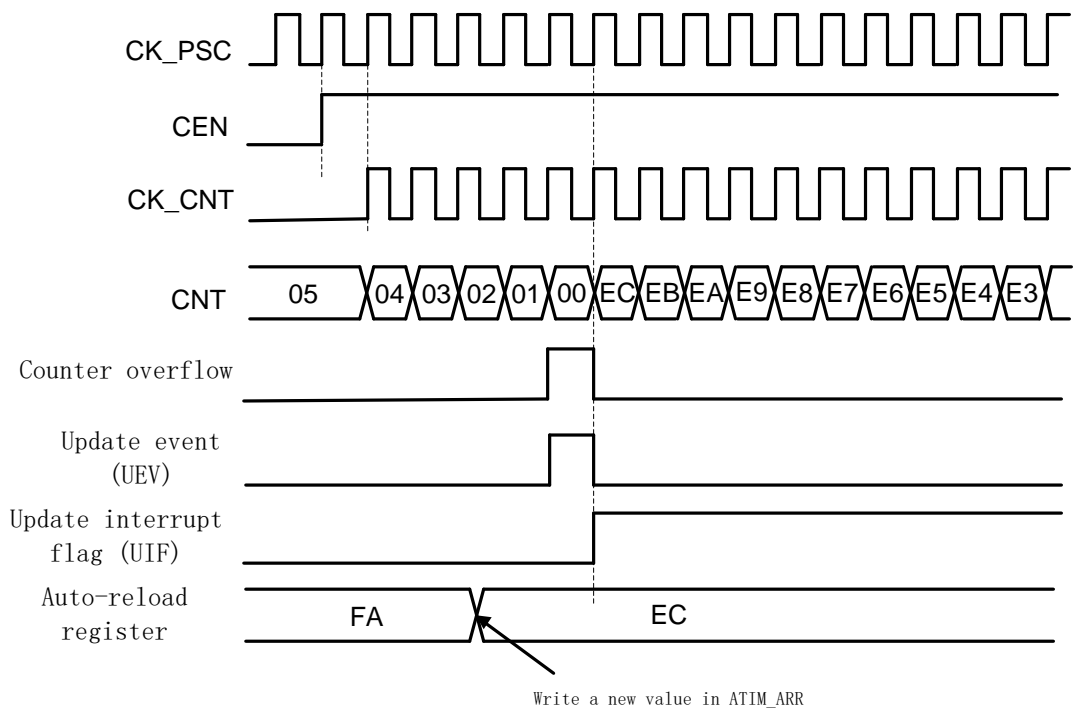 CK_PSC
CEN
CK_CNT
CNT 05 04 03 02 01 00 EC EB EA E9 E8 E7 E6 E5 E4 E3
Counter overflow
Update event
(UEV)
Update interrupt
flag (UIF)
Auto-reload
register
FA EC
Write a new value in ATIM_ARR